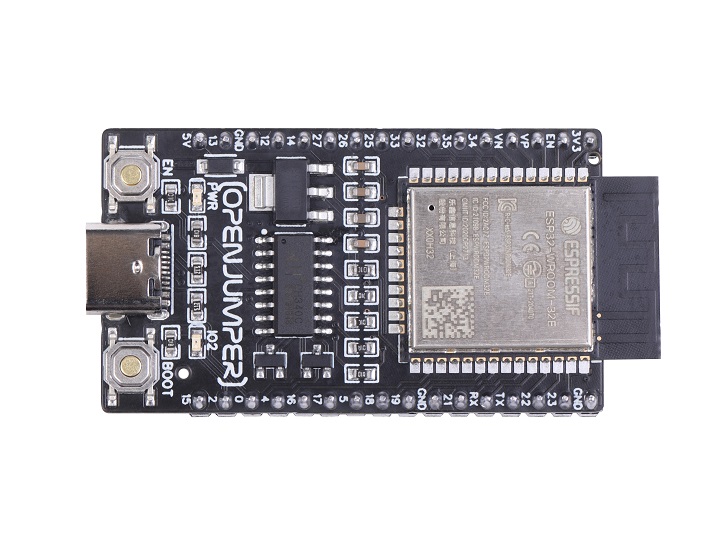 5V
13
GND
12
14
27
26
25
33
32
35
34
VN
VP
EN
3V3
EN
PWR
{OPENJUMPER}
IO2
BOOT
ESPRESSIF
ESP32-WROOM-32E
XX0H32
15
2
0
4
16
17
5
18
19
GND
21
RX
TX
22
23
GND